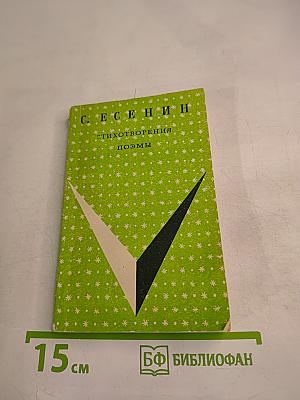 С. ЕСЕНИН
СТИХОТВОРЕНИЯ
ПОЭМЫ
15 см
БФ БИБЛИОФАН